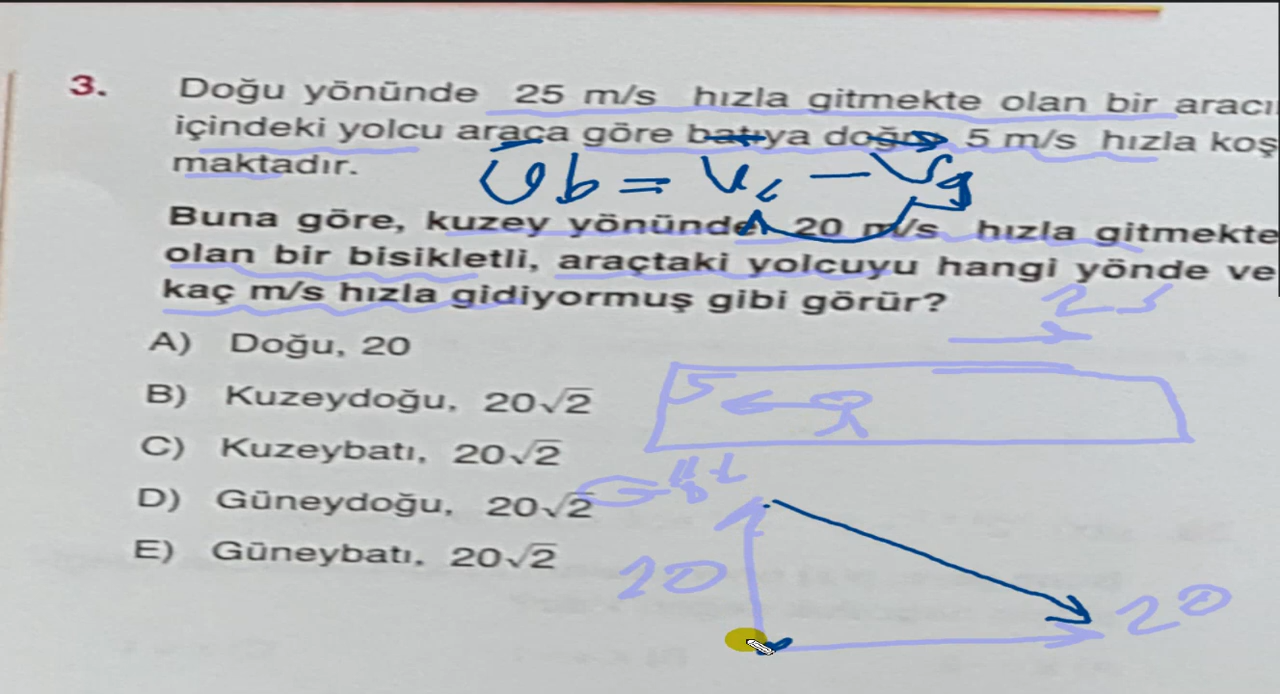 3. Doğu yönünde 25 m/s hızla gitmekte olan bir aracı
içindeki yolcu araca göre batıya doğru 5 m/s hızla koş
maktadır.
Vb = Vc - Vg
Buna göre, kuzey yönünde 20 m/s hızla gitmekte
olan bir bisikletli, araçtaki yolcuyu hangi yönde ve
kaç m/s hızla gidiyormuş gibi görür?
25
A) Doğu, 20
5
B) Kuzeydoğu, 20√2
C) Kuzeybatı, 20√2
D) Güneydoğu, 20√2
E) Güneybatı, 20√2
20
20